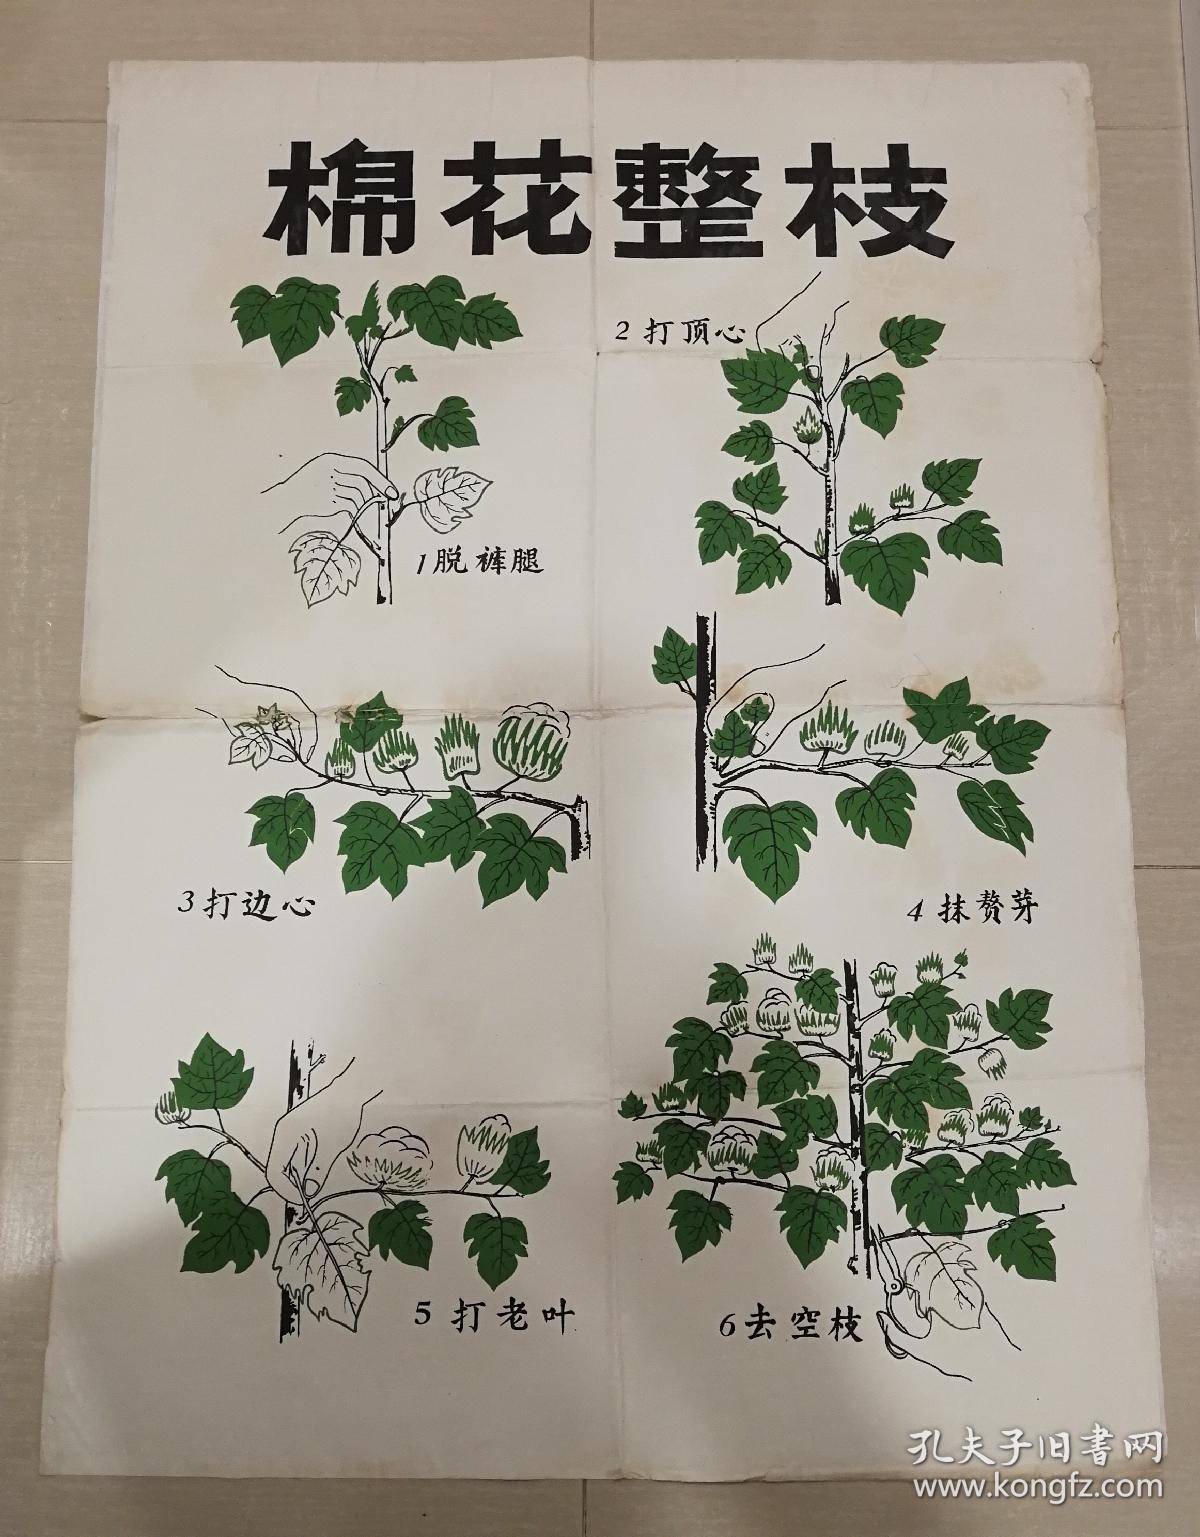 棉花整枝
1 脱裤腿
2 打顶心
3 打边心
4 抹赘芽
5 打老叶
6 去空枝
孔夫子旧书网
www.kongfz.com